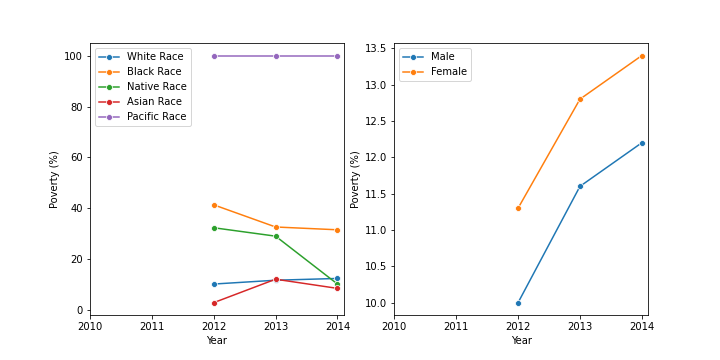 100
80
60
40
20
0
Poverty (%)
2010 2011 2012 2013 2014
Year
White Race
Black Race
Native Race
Asian Race
Pacific Race
13.5
13.0
12.5
12.0
11.5
11.0
10.5
10.0
Poverty (%)
2010 2011 2012 2013 2014
Year
Male
Female